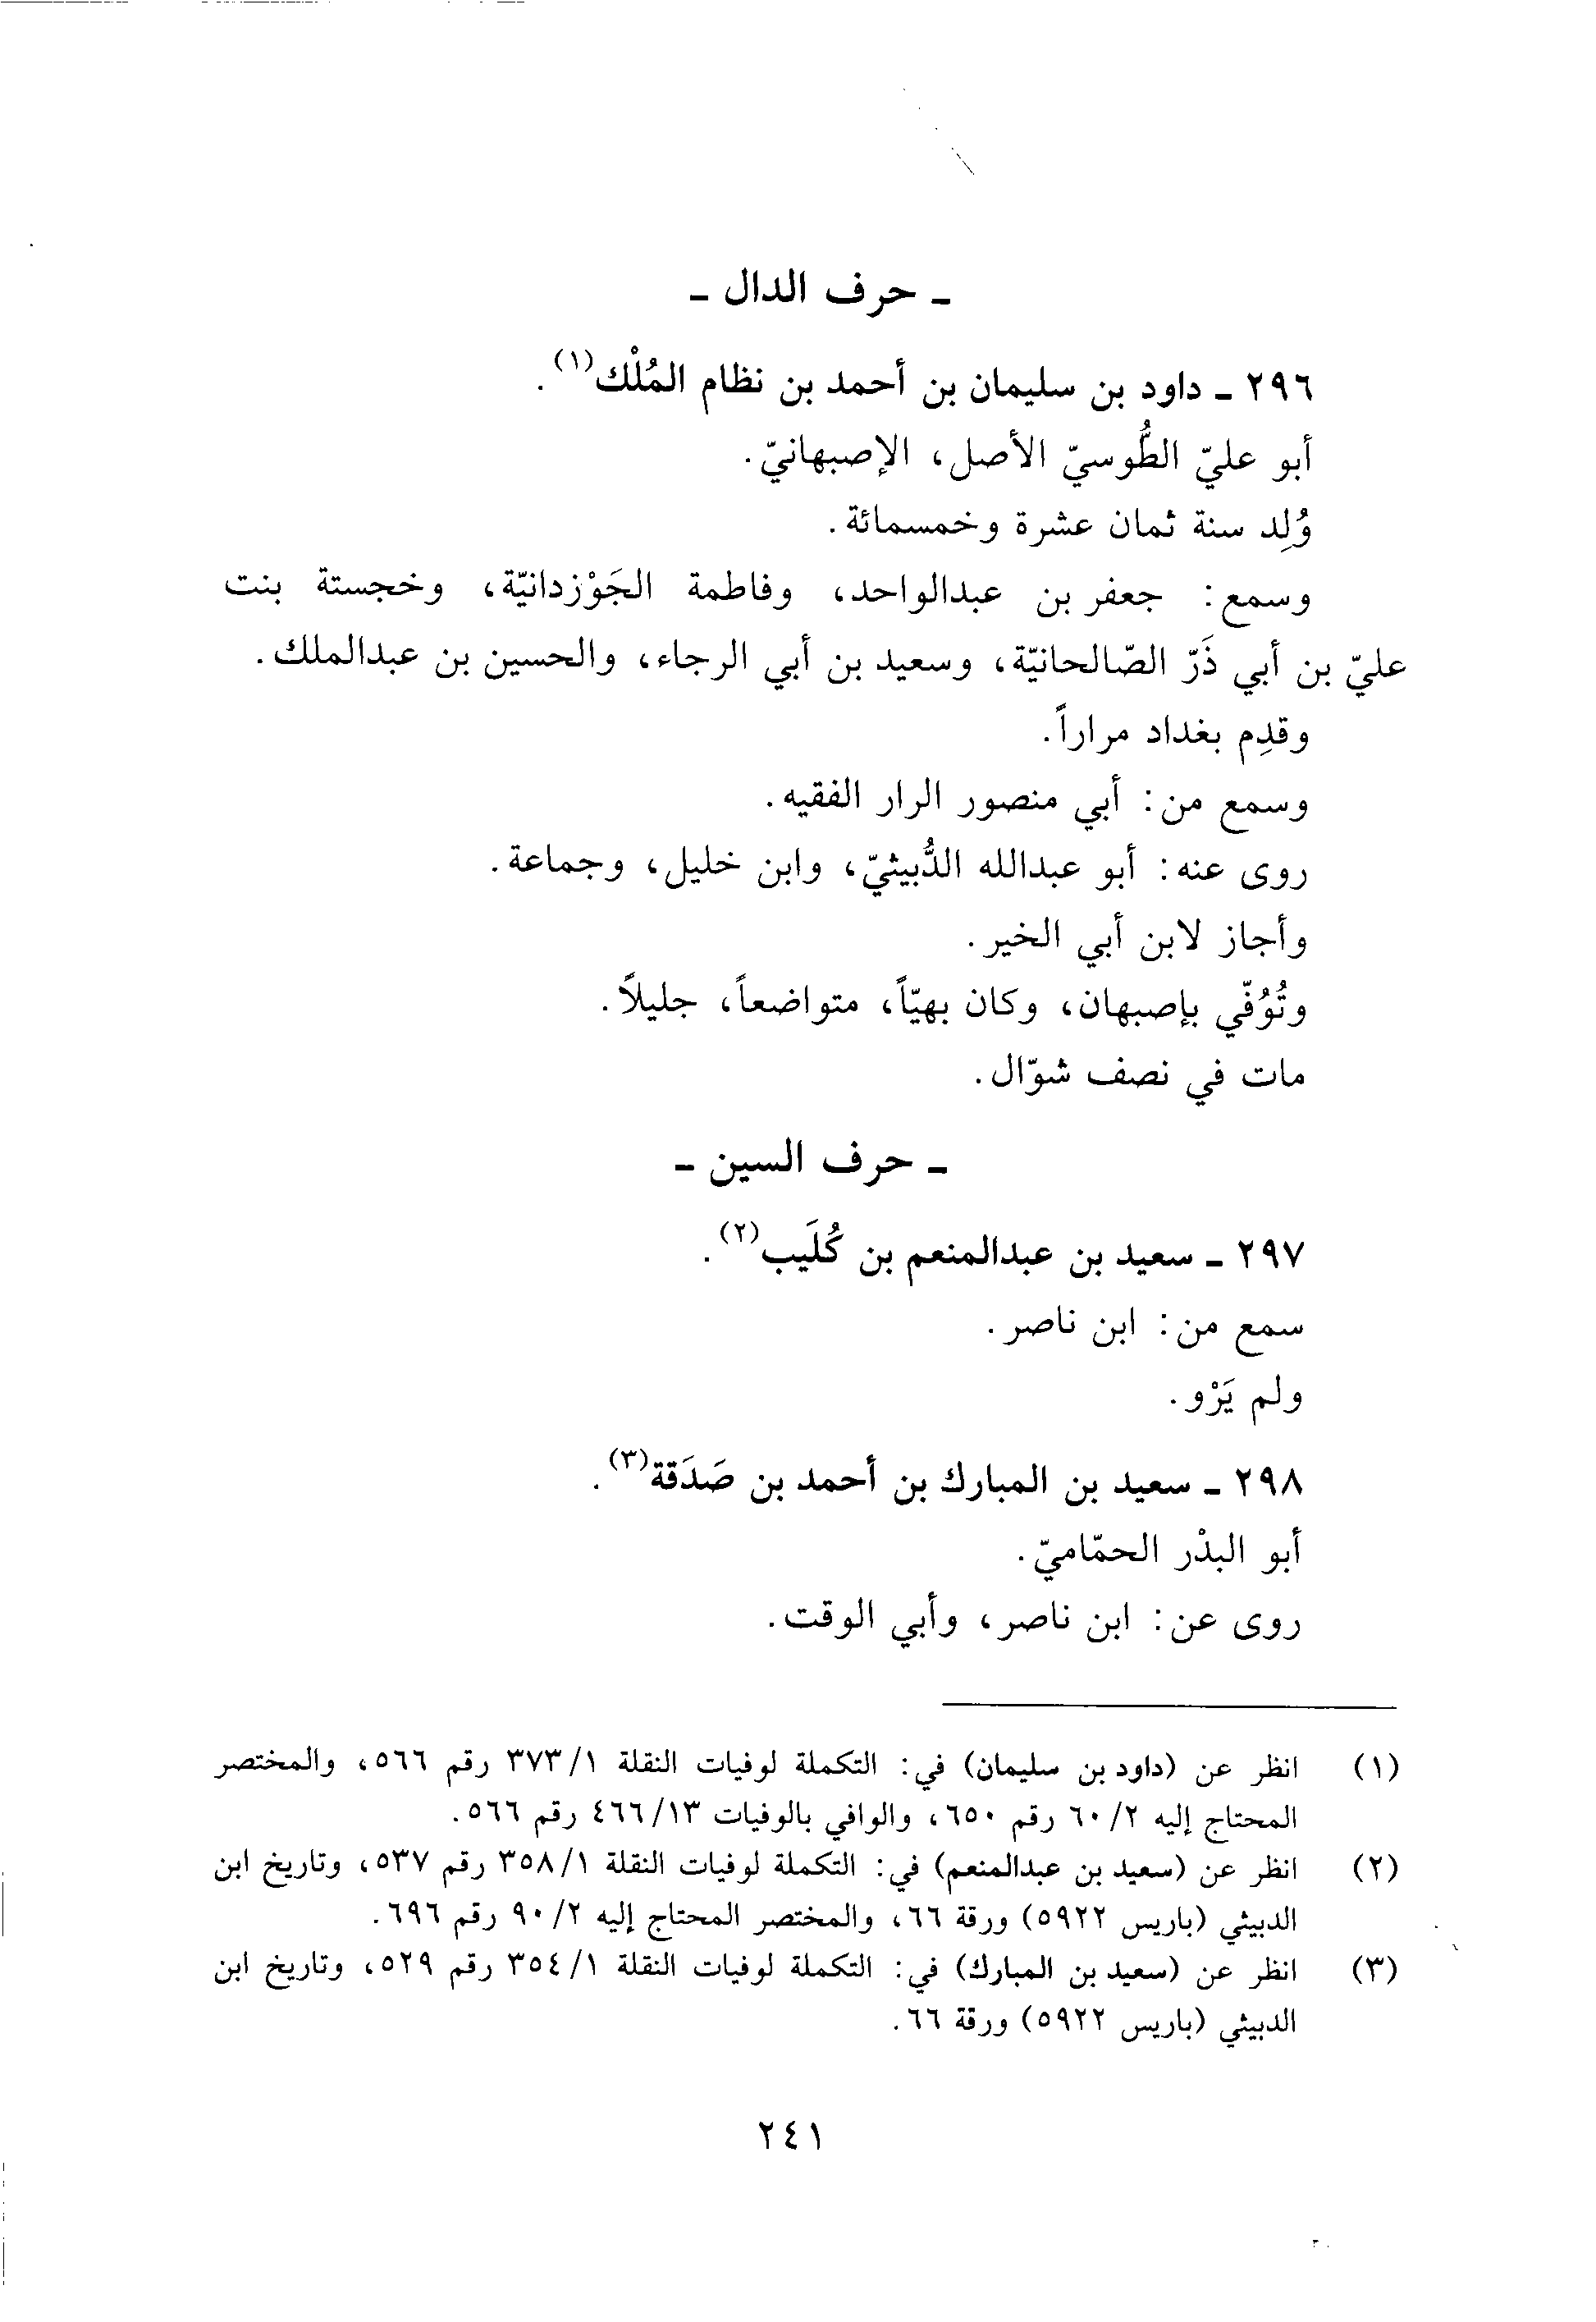 ـ حرف الدال ـ
٢٩٦ ـ داود بن سليمان بن أحمد بن نظام المُلْك(١).
أبو عليّ الطُّوسيّ الأصل، الإصبهانيّ.
وُلِد سنة ثمان عشرة وخمسمائة.
وسمع: جعفر بن عبدالواحد، وفاطمة الجَوْزدانيّة، وخجستة بنت
عليّ بن أبي ذَرّ الصّالحانيّة، وسعيد بن أبي الرجاء، والحسين بن عبدالملك.
وقدِم بغداد مراراً.
وسمع من: أبي منصور الرار الفقيه.
روى عنه: أبو عبدالله الدُّبيثيّ، وابن خليل، وجماعة.
وأجاز لابن أبي الخير.
وتُوُفّي بإصبهان، وكان بهيّاً، متواضعاً، جليلاً.
مات في نصف شوّال.
ـ حرف السين ـ
٢٩٧ ـ سعيد بن عبدالمنعم بن كُلَيب(٢).
سمع من: ابن ناصر.
ولم يَرْو.
٢٩٨ ـ سعيد بن المبارك بن أحمد بن صَدَقة(٣).
أبو البدْر الحمّاميّ.
روى عن: ابن ناصر، وأبي الوقت.
(١) انظر عن (داود بن سليمان) في: التكملة لوفيات النقلة ١/ ٣٧٣ رقم ٥٦٦، والمختصر
المحتاج إليه ٢/ ٦٠ رقم ٦٥٠، والوافي بالوفيات ١٣/ ٤٦٦ رقم ٥٦٦.
(٢) انظر عن (سعيد بن عبدالمنعم) في: التكملة لوفيات النقلة ١/ ٣٥٨ رقم ٥٣٧، وتاريخ ابن
الدبيثي (باريس ٥٩٢٢) ورقة ٦٦، والمختصر المحتاج إليه ٢/ ٩٠ رقم ٦٩٦.
(٣) انظر عن (سعيد بن المبارك) في: التكملة لوفيات النقلة ١/ ٣٥٤ رقم ٥٢٩، وتاريخ ابن
الدبيثي (باريس ٥٩٢٢) ورقة ٦٦.
٢٤١